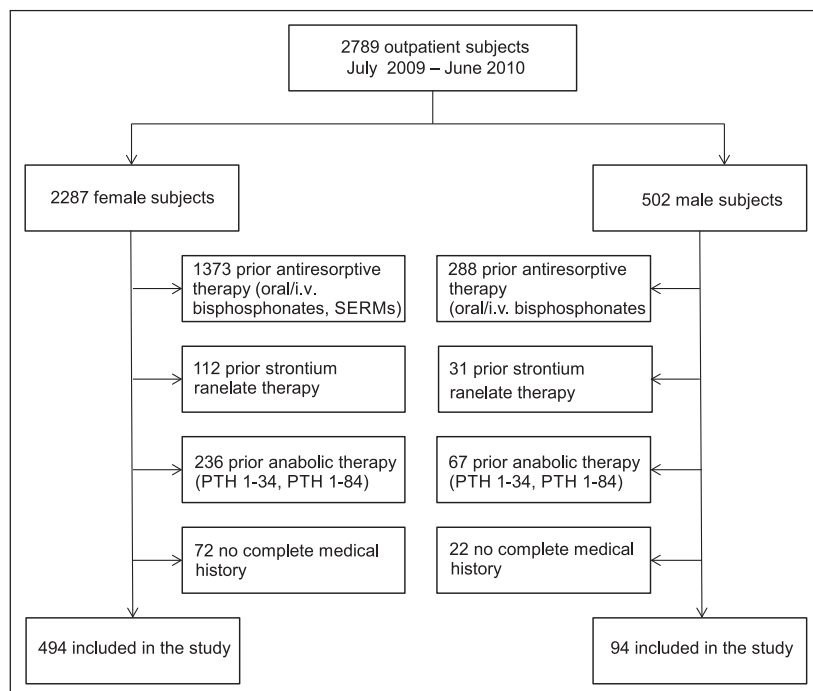 2789 outpatient subjects
July 2009 – June 2010
2287 female subjects
502 male subjects
1373 prior antiresorptive
therapy (oral/i.v.
bisphosphonates, SERMs)
288 prior antiresorptive
therapy
(oral/i.v. bisphosphonates
112 prior strontium
ranelate therapy
31 prior strontium
ranelate therapy
236 prior anabolic therapy
(PTH 1-34, PTH 1-84)
67 prior anabolic therapy
(PTH 1-34, PTH 1-84)
72 no complete medical
history
22 no complete medical
history
494 included in the study
94 included in the study